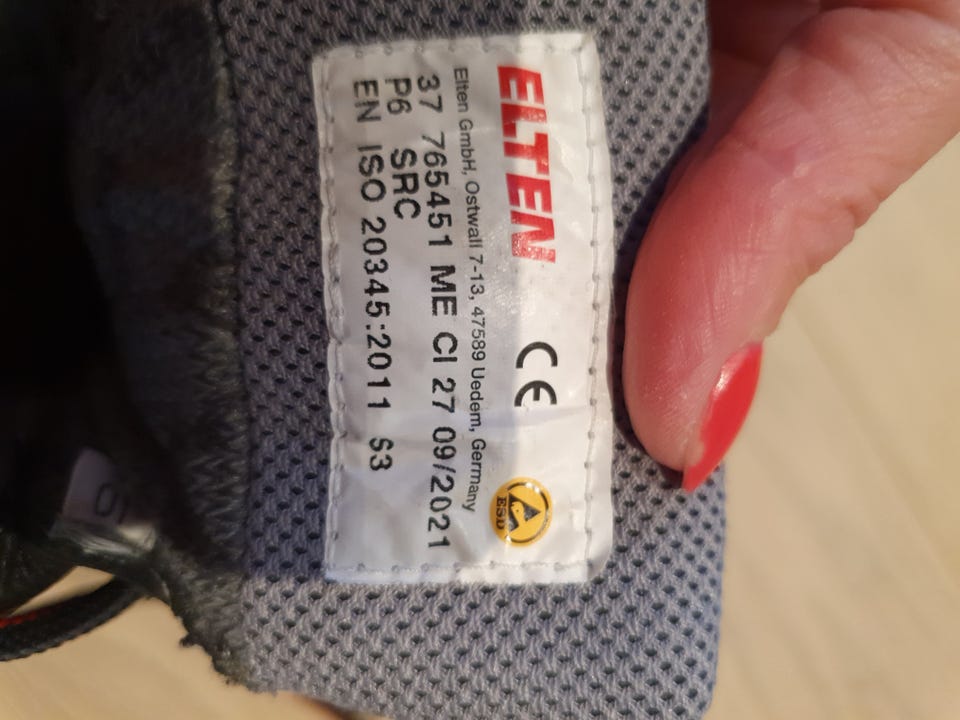 ELTEN CE
ESD
Elten GmbH, Ostwall 7-13, 47589 Uedem, Germany
37 765451 ME CI 27 09/2021
P6 SRC
EN ISO 20345:2011 S3